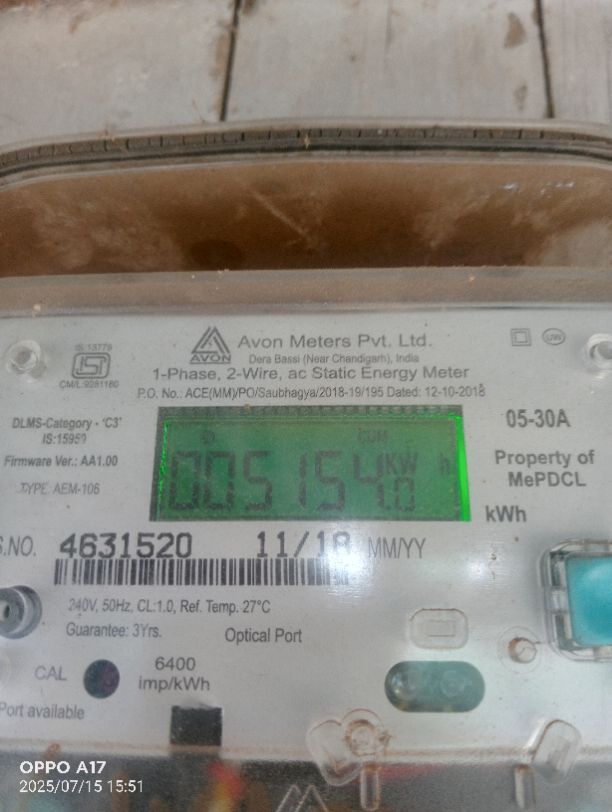 IS:13779
ISI
CM/L:9281160
AVON
Avon Meters Pvt. Ltd.
Dera Bassi (Near Chandigarh), India
1-Phase, 2-Wire, ac Static Energy Meter
P.O. No.: ACE(MM)/PO/Saubhagya/2018-19/195 Dated: 12-10-2018
DLMS-Category - 'C3'
IS:15959
Firmware Ver.: AA1.00
TYPE AEM-106
CUM
005154.0 KW h
05-30A
Property of
MePDCL
kWh
S.NO. 4631520 11/18 MM/YY
240V, 50Hz, CL:1.0, Ref. Temp. 27°C
Guarantee: 3Yrs.
Optical Port
CAL
6400
imp/kWh
Port available
OPPO A17
2025/07/15 15:51